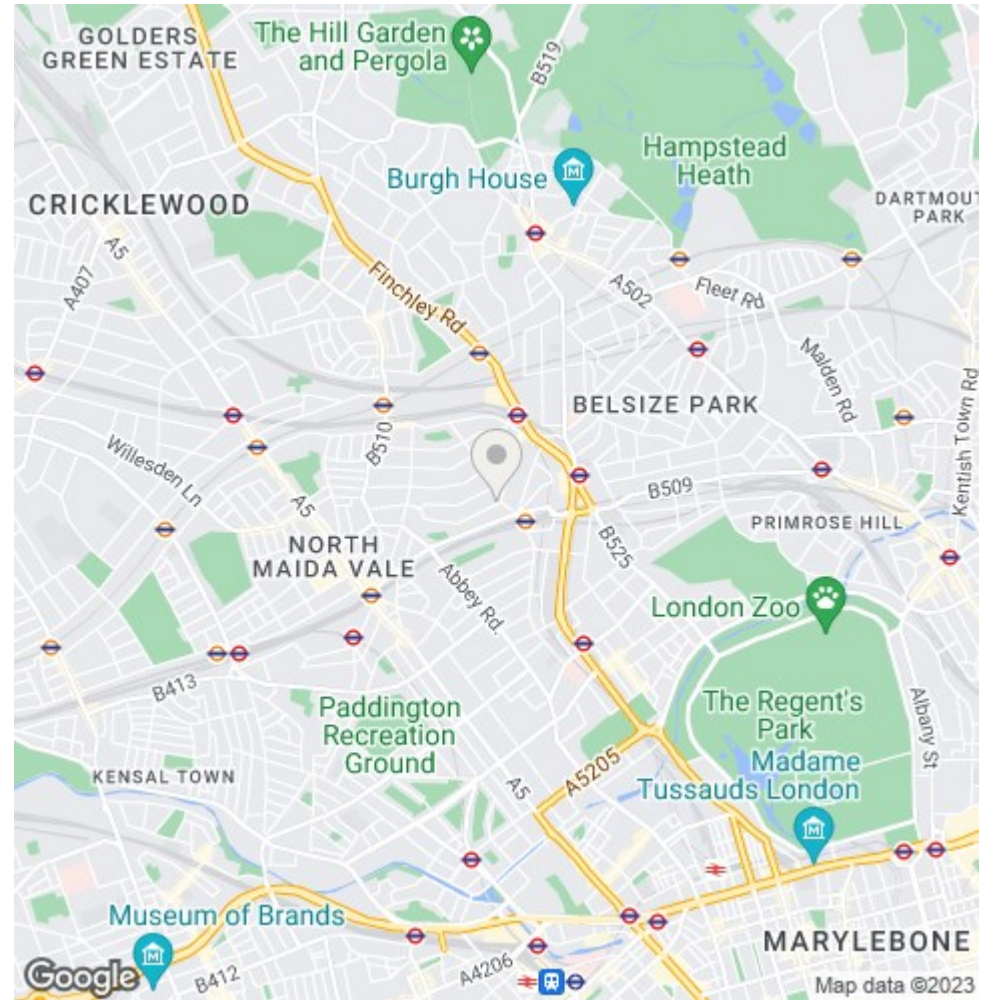 GOLDERS
GREEN ESTATE
The Hill Garden
and Pergola
B519
Hampstead
Heath
Burgh House
DARTMOUT
PARK
CRICKLEWOOD
A5
A407
Finchley Rd
A502
Fleet Rd
Malden Rd
BELSIZE PARK
Kentish Town Rd
B510
Willesden Ln
A5
B509
PRIMROSE HILL
B525
NORTH
MAIDA VALE
Abbey Rd.
London Zoo
B413
Paddington
Recreation
Ground
The Regent's
Park
Albany St
KENSAL TOWN
A5
A5205
Madame
Tussauds London
Museum of Brands
MARYLEBONE
A4206
B412
Google
Map data ©2023